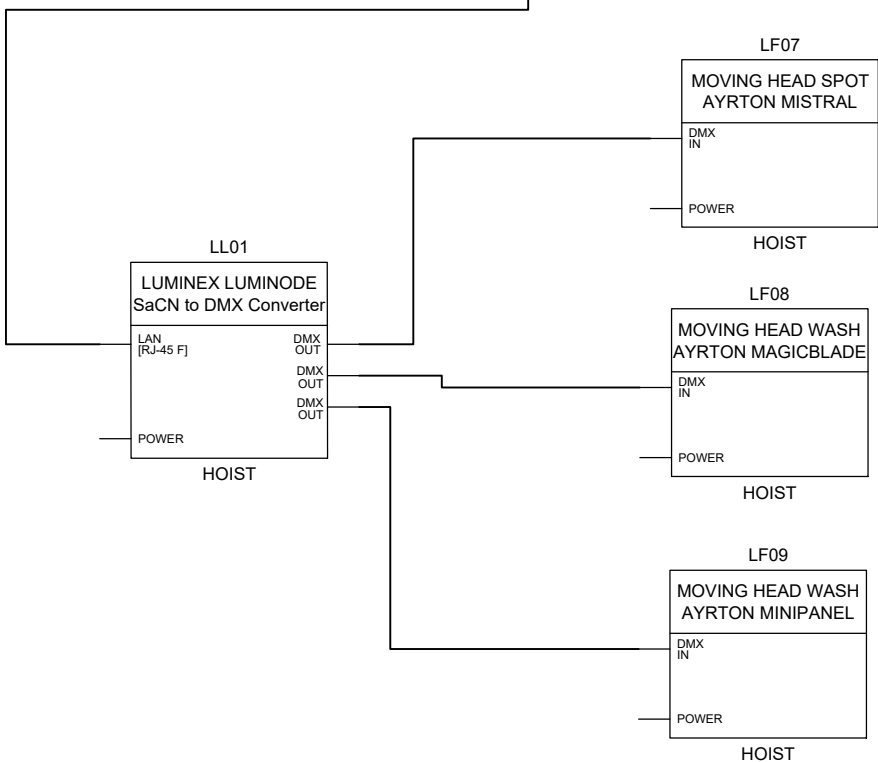 LF07
MOVING HEAD SPOT
AYRTON MISTRAL
DMX
IN
POWER
HOIST
LL01
LUMINEX LUMINODE
SaCN to DMX Converter
LAN
[RJ-45 F]
DMX
OUT
DMX
OUT
DMX
OUT
POWER
HOIST
LF08
MOVING HEAD WASH
AYRTON MAGICBLADE
DMX
IN
POWER
HOIST
LF09
MOVING HEAD WASH
AYRTON MINIPANEL
DMX
IN
POWER
HOIST